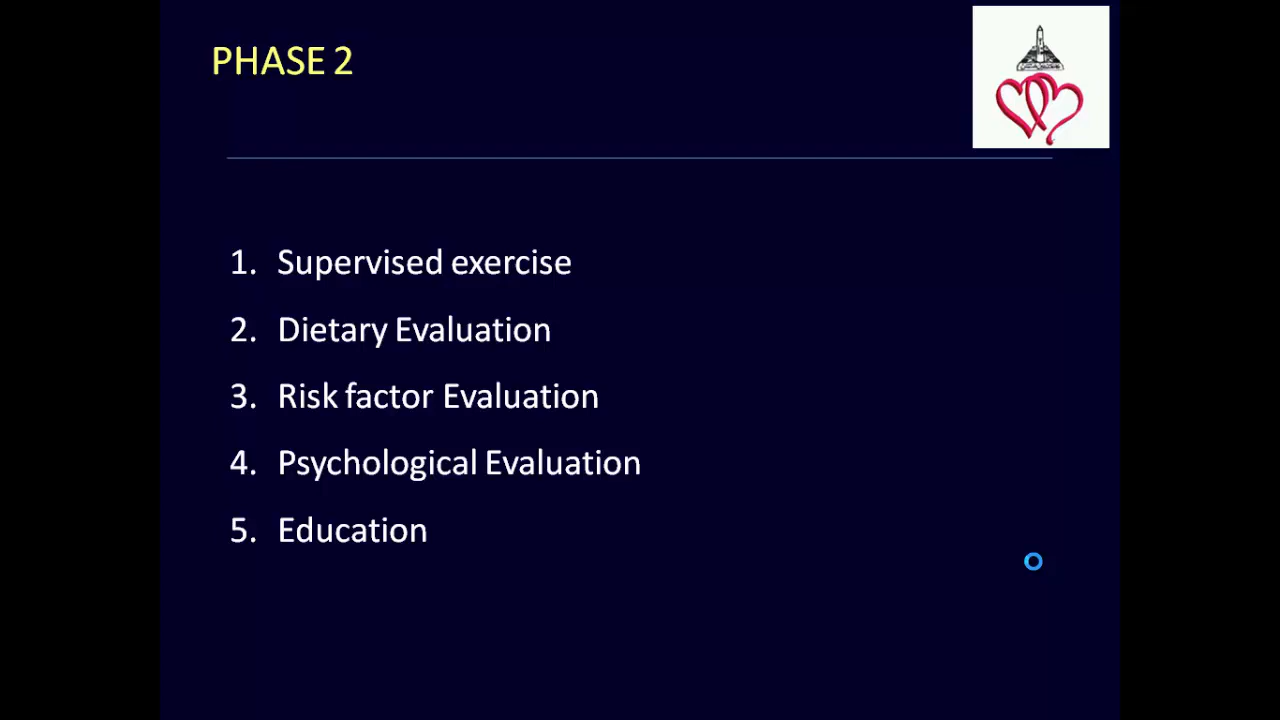 PHASE 2
1. Supervised exercise
2. Dietary Evaluation
3. Risk factor Evaluation
4. Psychological Evaluation
5. Education